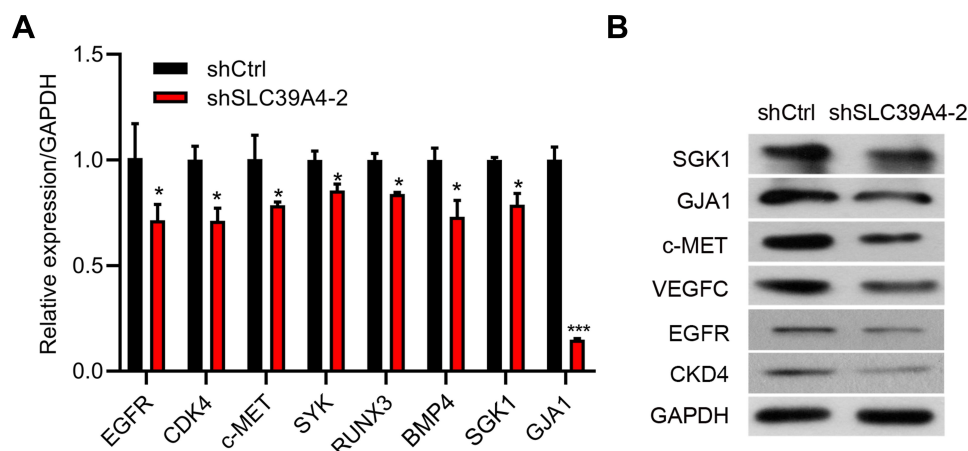 A
Relative expression/GAPDH
1.5
1.0
0.5
0.0
shCtrl
shSLC39A4-2
*
*
*
*
*
*
*
***
EGFR
CDK4
c-MET
SYK
RUNX3
BMP4
SGK1
GJA1
B
shCtrl shSLC39A4-2
SGK1
GJA1
c-MET
VEGFC
EGFR
CKD4
GAPDH